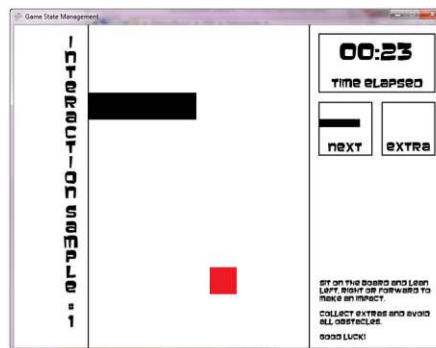 Game State Management
INTERACTION SAMPLE #1
00:23
TIME ELAPSED
NEXT
EXTRA
SIT ON THE BOARD AND LEAN
LEFT, RIGHT OR FORWARD TO
MAKE AN IMPACT.
COLLECT EXTRAS AND AVOID
ALL OBSTACLES.
GOOD LUCK!